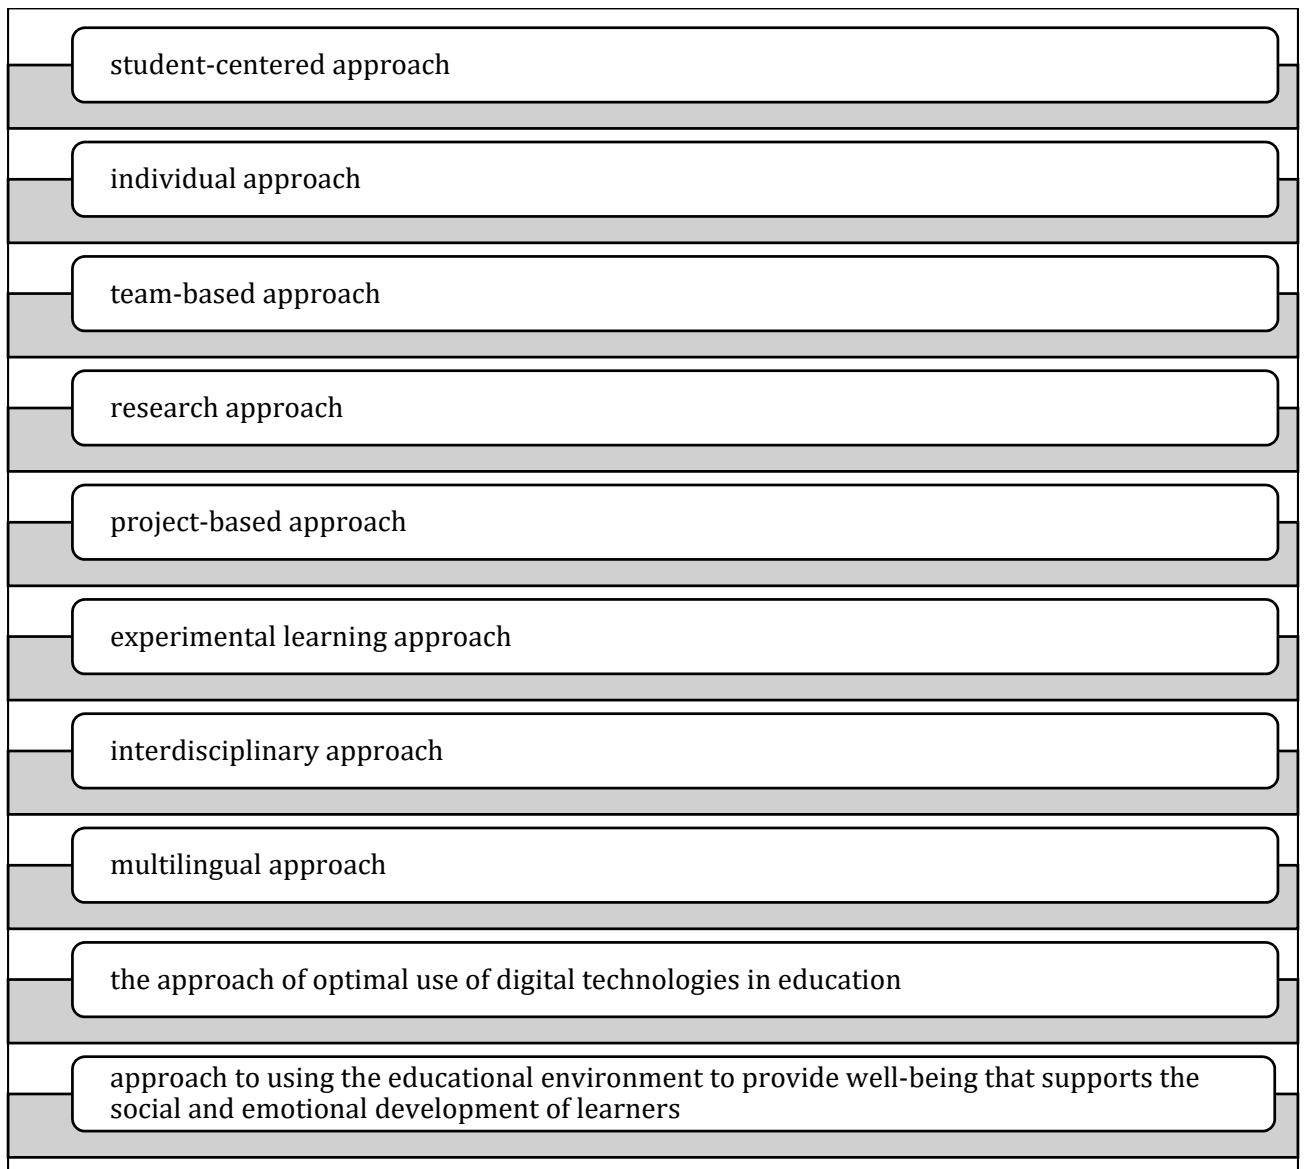 student-centered approach
individual approach
team-based approach
research approach
project-based approach
experimental learning approach
interdisciplinary approach
multilingual approach
the approach of optimal use of digital technologies in education
approach to using the educational environment to provide well-being that supports the
social and emotional development of learners